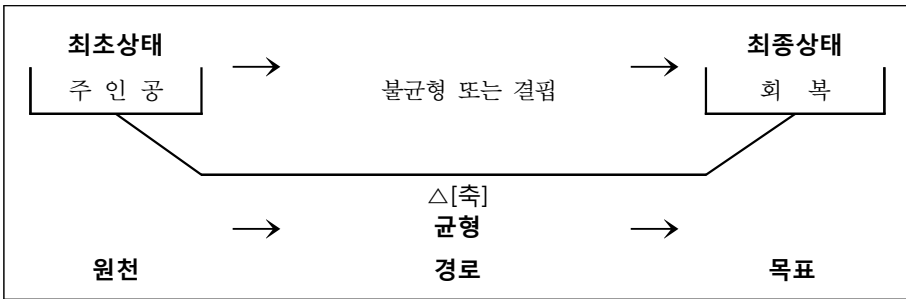 최초상태 → → 최종상태
주 인 공 불균형 또는 결핍 회 복
△[축]
→ 균형 →
원천 경로 목표